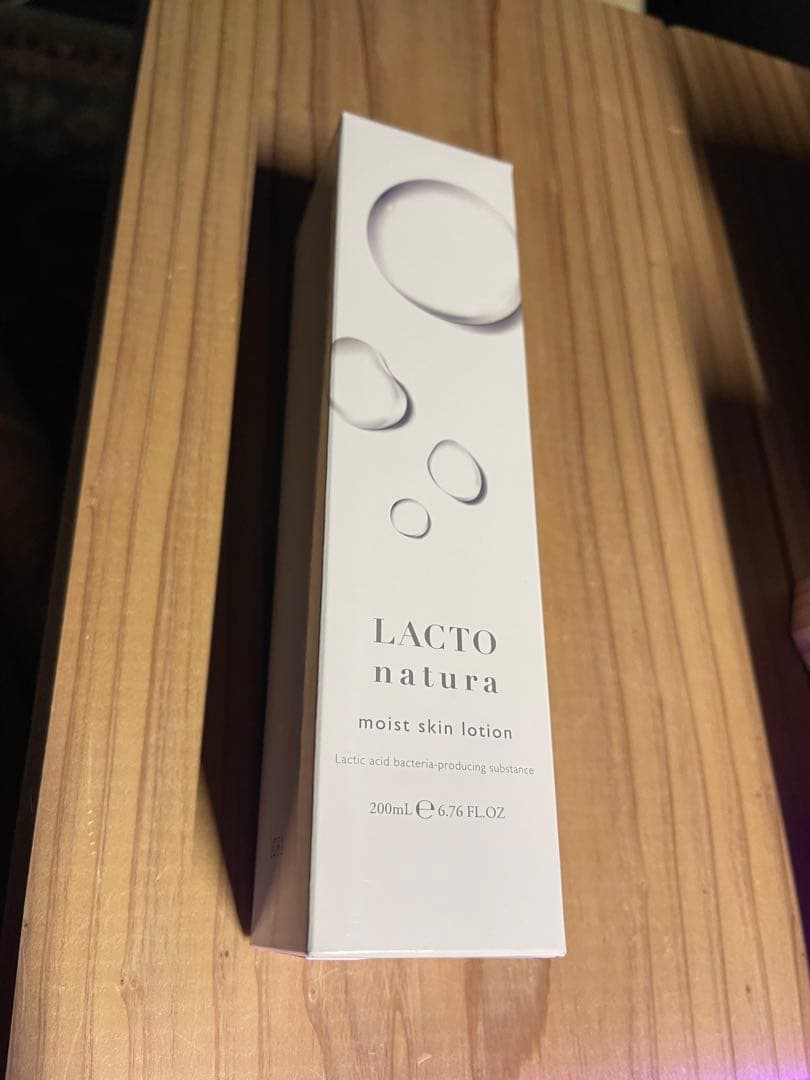 LACTO
natura
moist skin lotion
Lactic acid bacteria-producing substance
200mL ℮ 6.76 FL.OZ